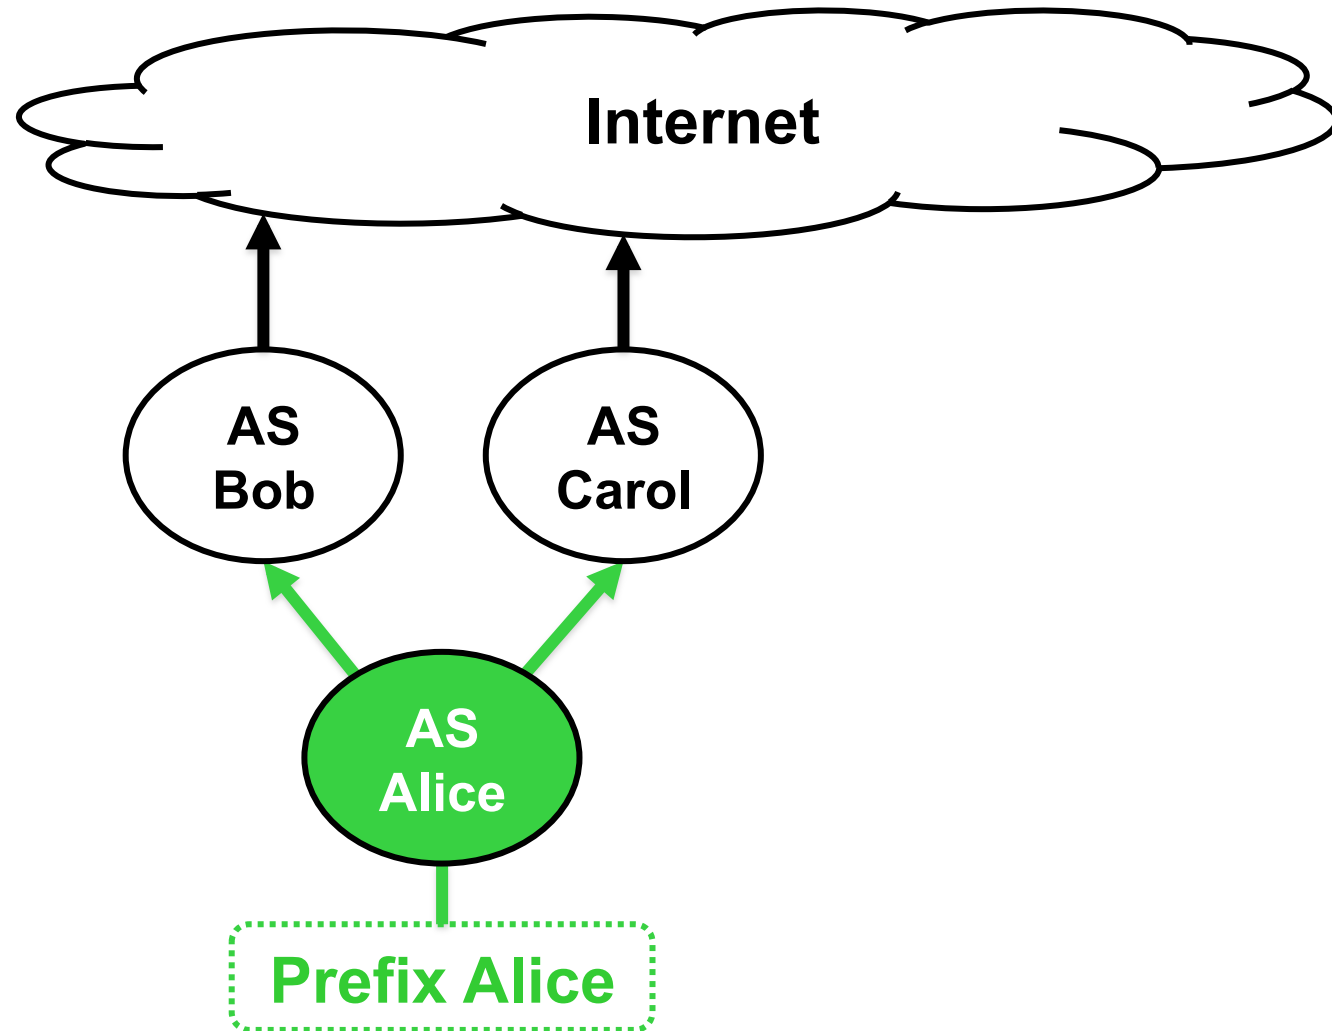 Internet
AS
Bob
AS
Carol
AS
Alice
Prefix Alice